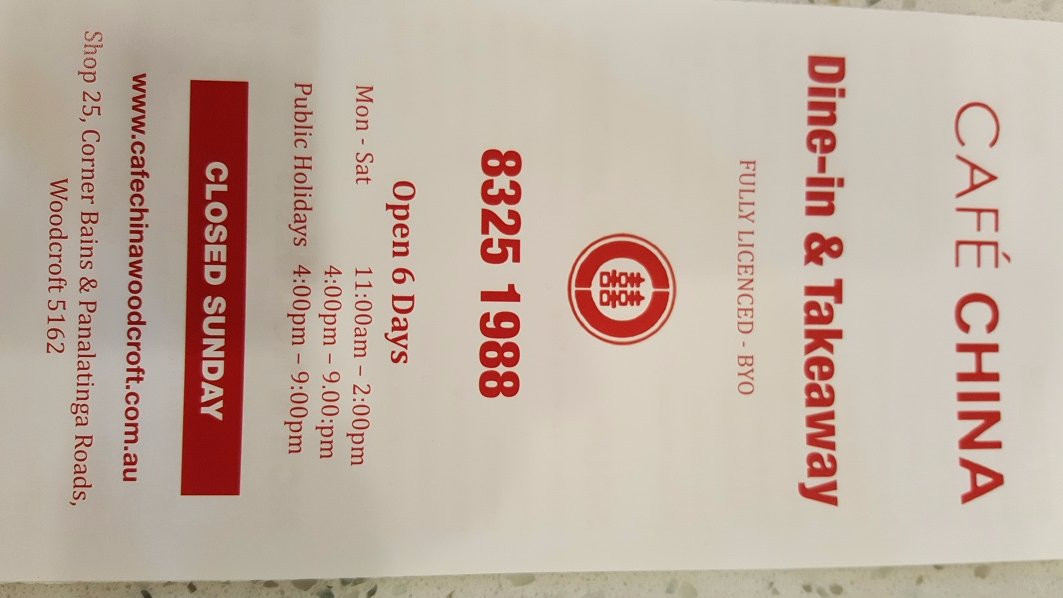 CAFÉ CHINA
Dine-in & Takeaway
FULLY LICENCED - BYO
囍
8325 1988
Open 6 Days
Mon - Sat 11:00am – 2:00pm
4:00pm – 9.00:pm
Public Holidays 4:00pm – 9:00pm
CLOSED SUNDAY
www.cafechinawoodcroft.com.au
Shop 25, Corner Bains & Panalatinga Roads,
Woodcroft 5162